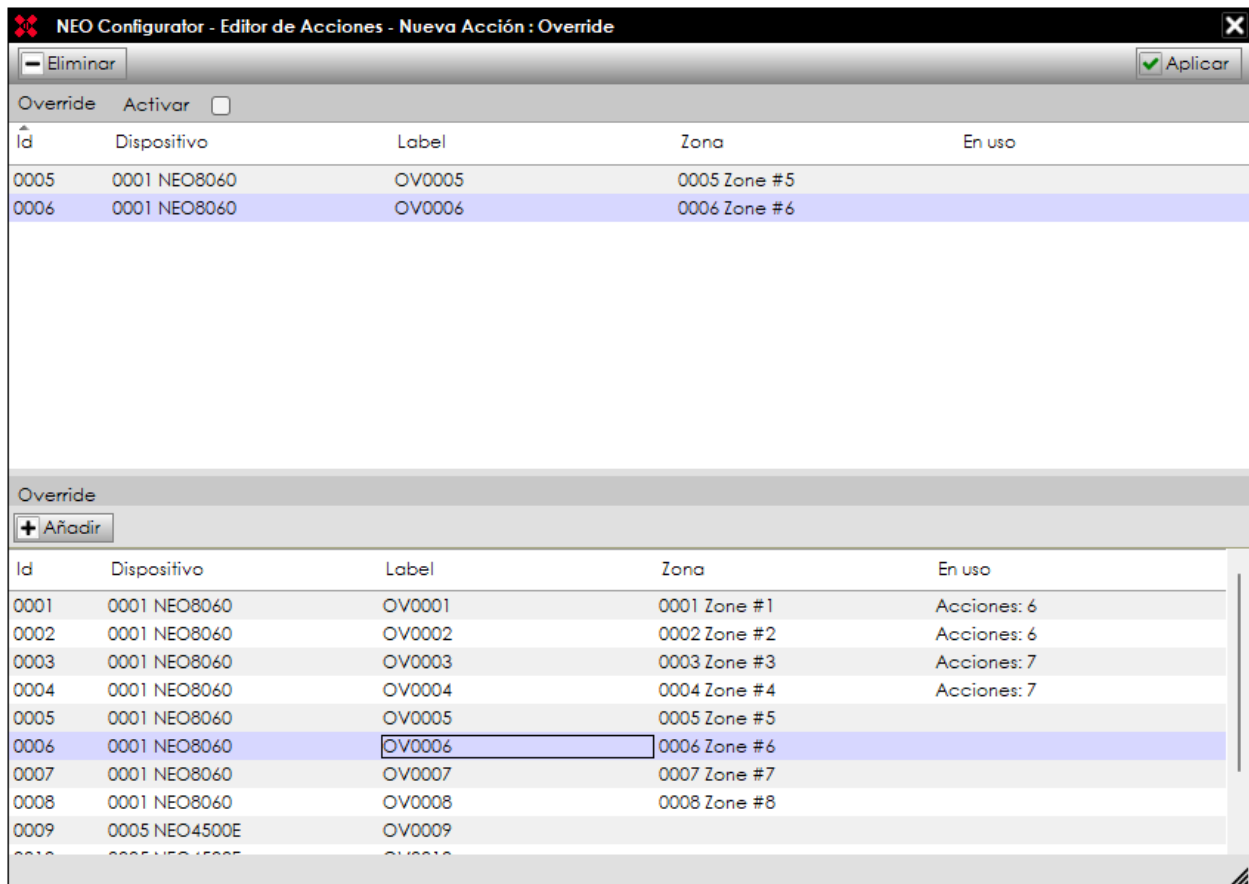 NEO Configurator - Editor de Acciones - Nueva Acción : Override
Eliminar Aplicar
Override Activar
Id Dispositivo Label Zona En uso
0005 0001 NEO8060 OV0005 0005 Zone #5
0006 0001 NEO8060 OV0006 0006 Zone #6
Override
Añadir
Id Dispositivo Label Zona En uso
0001 0001 NEO8060 OV0001 0001 Zone #1 Acciones: 6
0002 0001 NEO8060 OV0002 0002 Zone #2 Acciones: 6
0003 0001 NEO8060 OV0003 0003 Zone #3 Acciones: 7
0004 0001 NEO8060 OV0004 0004 Zone #4 Acciones: 7
0005 0001 NEO8060 OV0005 0005 Zone #5
0006 0001 NEO8060 OV0006 0006 Zone #6
0007 0001 NEO8060 OV0007 0007 Zone #7
0008 0001 NEO8060 OV0008 0008 Zone #8
0009 0005 NEO4500E OV0009